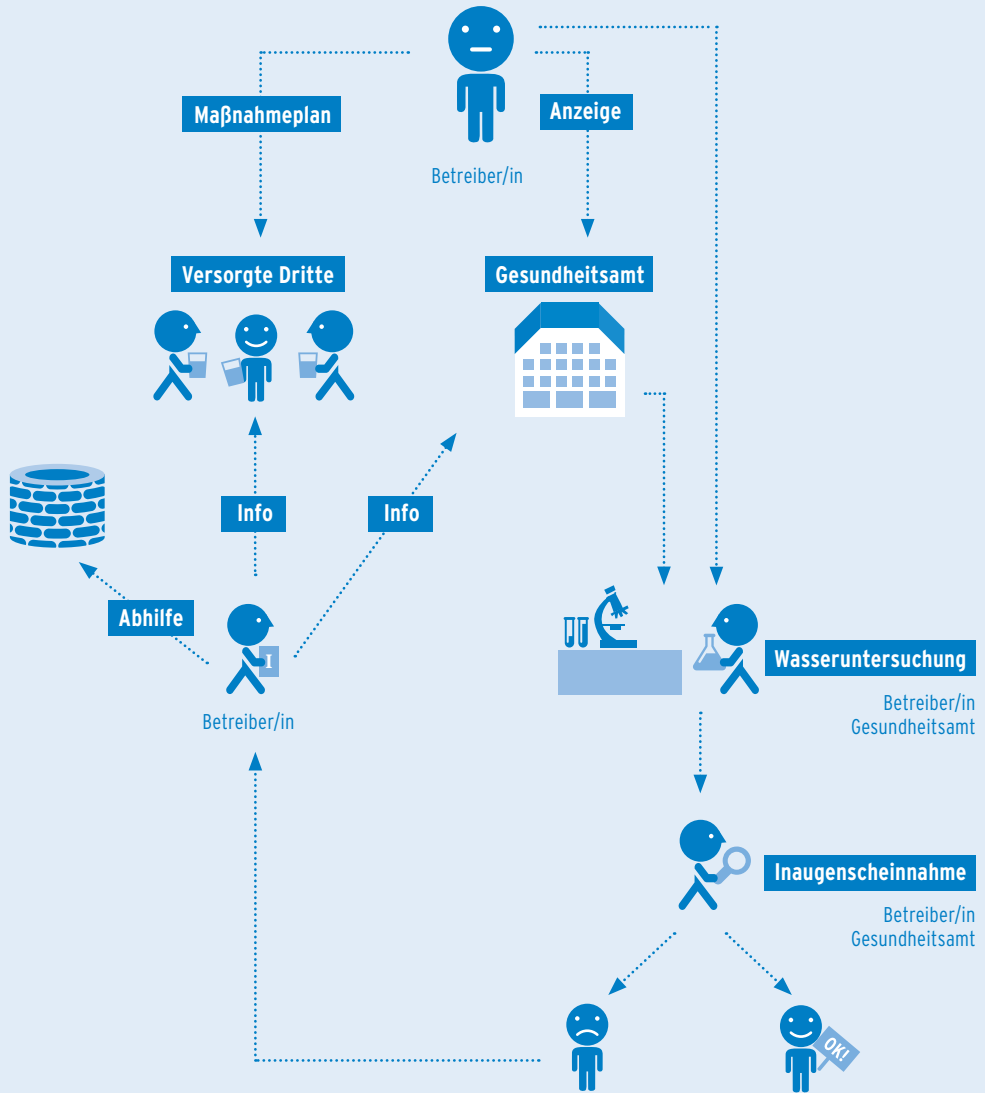 Maßnahmeplan
Anzeige
Betreiber/in
Versorgte Dritte
Gesundheitsamt
Info
Info
Abhilfe
I
Betreiber/in
Wasseruntersuchung
Betreiber/in
Gesundheitsamt
Inaugenscheinnahme
Betreiber/in
Gesundheitsamt
OK!